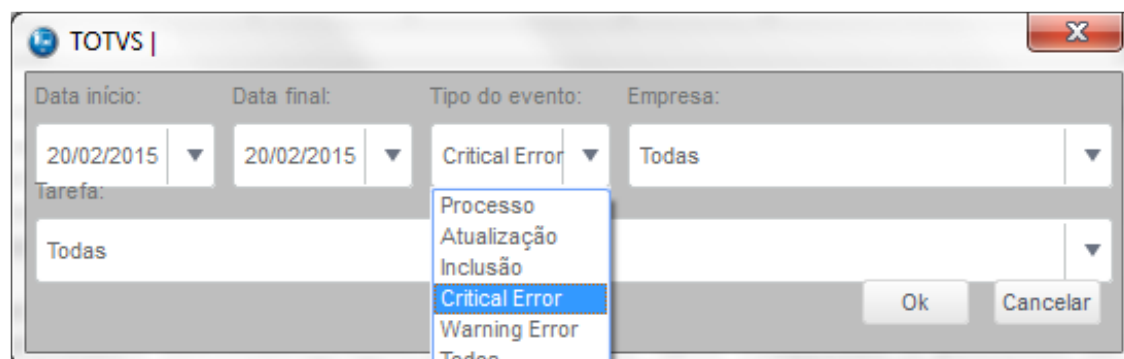 TOTVS |
Data início: Data final: Tipo do evento: Empresa:
20/02/2015 20/02/2015 Critical Error Todas
Tarefa:
Todas
Processo
Atualização
Inclusão
Critical Error
Warning Error
Todos
Ok Cancelar